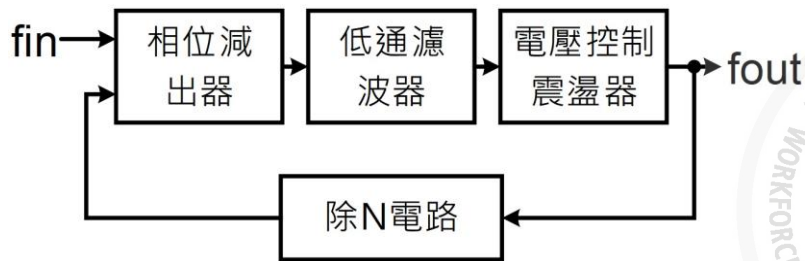 fin
相位減
出器
低通濾
波器
電壓控制
震盪器
fout
除N電路
WORKFORC